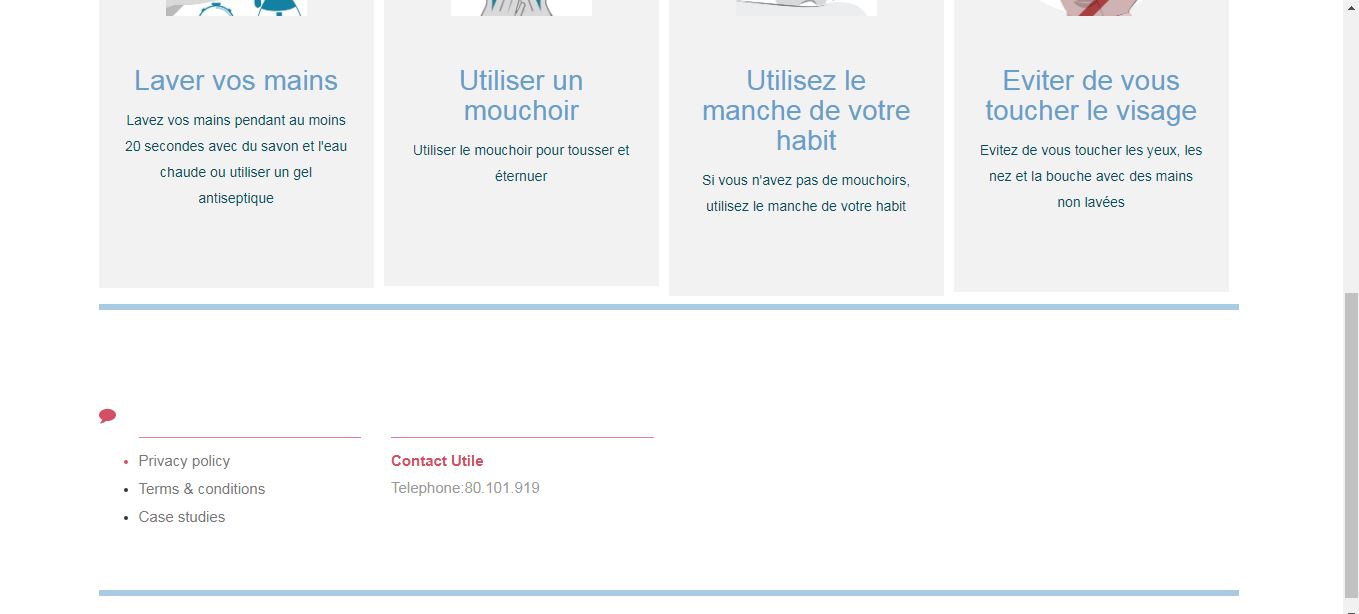 Laver vos mains
Lavez vos mains pendant au moins
20 secondes avec du savon et l'eau
chaude ou utiliser un gel
antiseptique
Utiliser un
mouchoir
Utiliser le mouchoir pour tousser et
éternuer
Utilisez le
manche de votre
habit
Si vous n'avez pas de mouchoirs,
utilisez le manche de votre habit
Eviter de vous
toucher le visage
Evitez de vous toucher les yeux, les
nez et la bouche avec des mains
non lavées
Privacy policy
Terms & conditions
Case studies
Contact Utile
Telephone:80.101.919